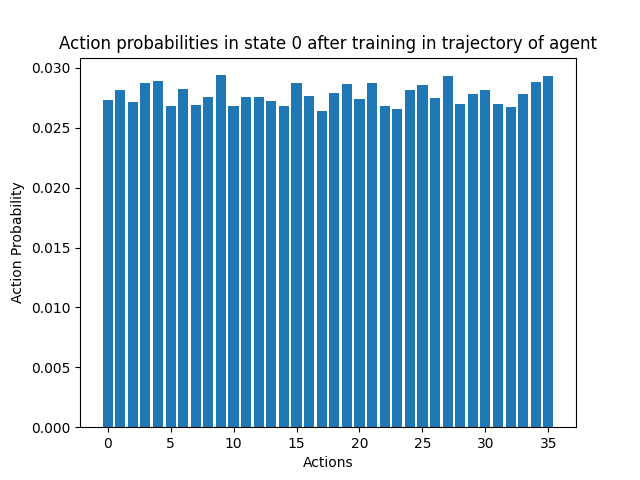 Action probabilities in state 0 after training in trajectory of agent
0.030
0.025
0.020
0.015
0.010
0.005
0.000
Action Probability
0 5 10 15 20 25 30 35
Actions